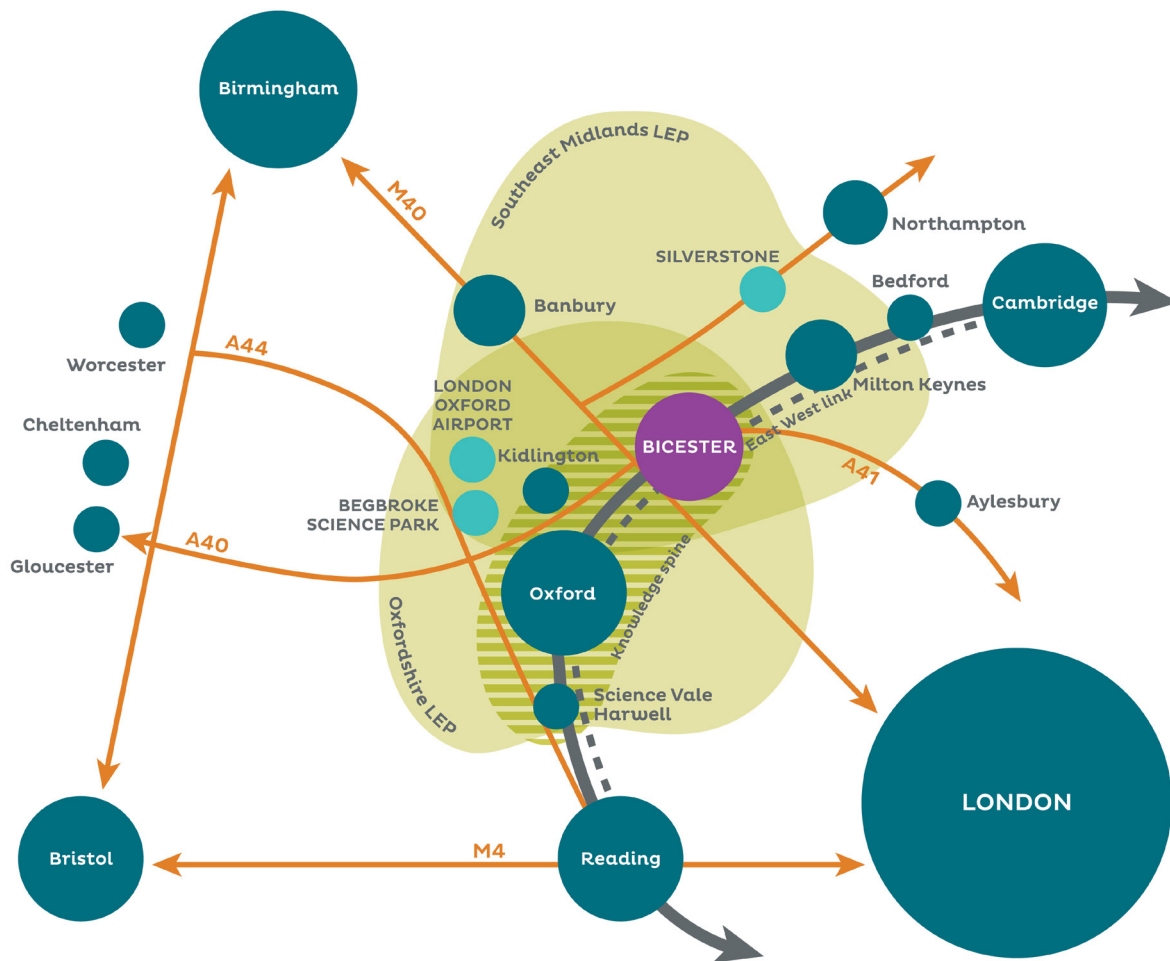 Birmingham
Southeast Midlands LEP
M40
Northampton
SILVERSTONE
Bedford
Cambridge
Banbury
Worcester
A44
Milton Keynes
LONDON
OXFORD
AIRPORT
East West link
Cheltenham
Kidlington
BICESTER
A41
BEGBROKE
SCIENCE PARK
Aylesbury
A40
Gloucester
Oxford
Knowledge spine
Oxfordshire LEP
Science Vale
Harwell
LONDON
M4
Bristol
Reading